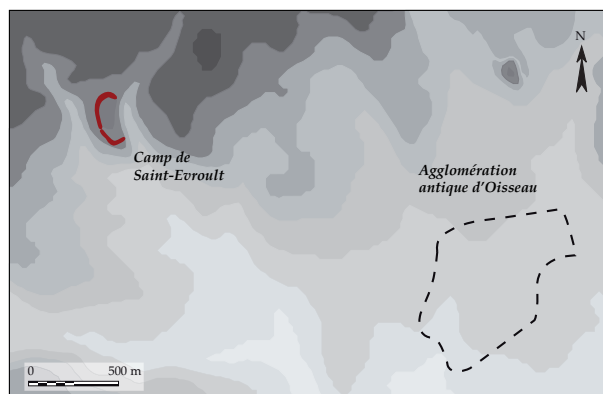 N
Camp de
Saint-Evroult
Agglomération
antique d'Oisseau
0 500 m